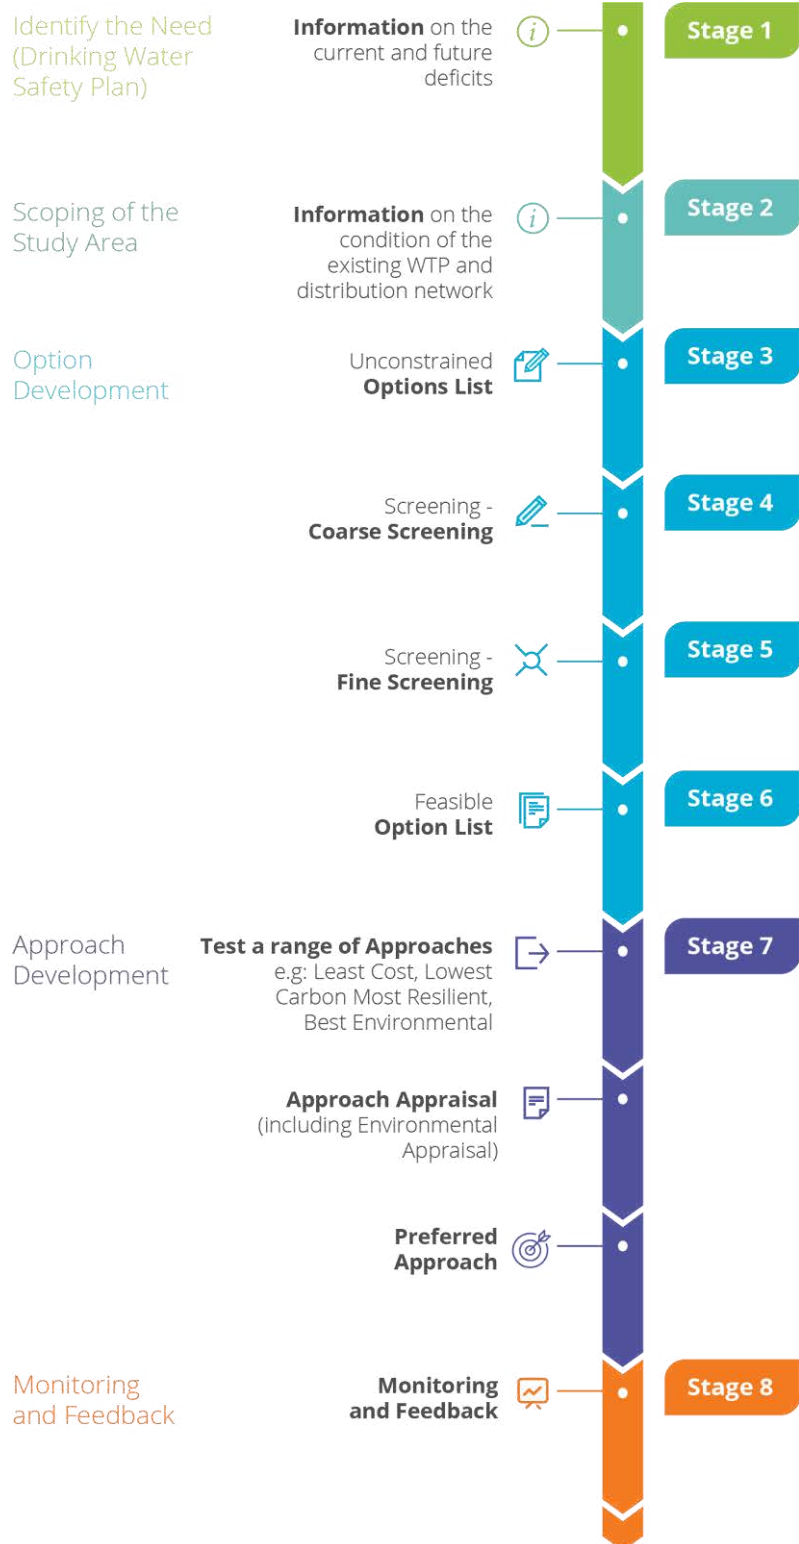 Identify the Need
(Drinking Water
Safety Plan)
Information on the
current and future
deficits
Stage 1
Scoping of the
Study Area
Information on the
condition of the
existing WTP and
distribution network
Stage 2
Option
Development
Unconstrained
Options List
Stage 3
Screening -
Coarse Screening
Stage 4
Screening -
Fine Screening
Stage 5
Feasible
Option List
Stage 6
Approach
Development
Test a range of Approaches
e.g: Least Cost, Lowest
Carbon Most Resilient,
Best Environmental
Stage 7
Approach Appraisal
(including Environmental
Appraisal)
Preferred
Approach
Monitoring
and Feedback
Monitoring
and Feedback
Stage 8